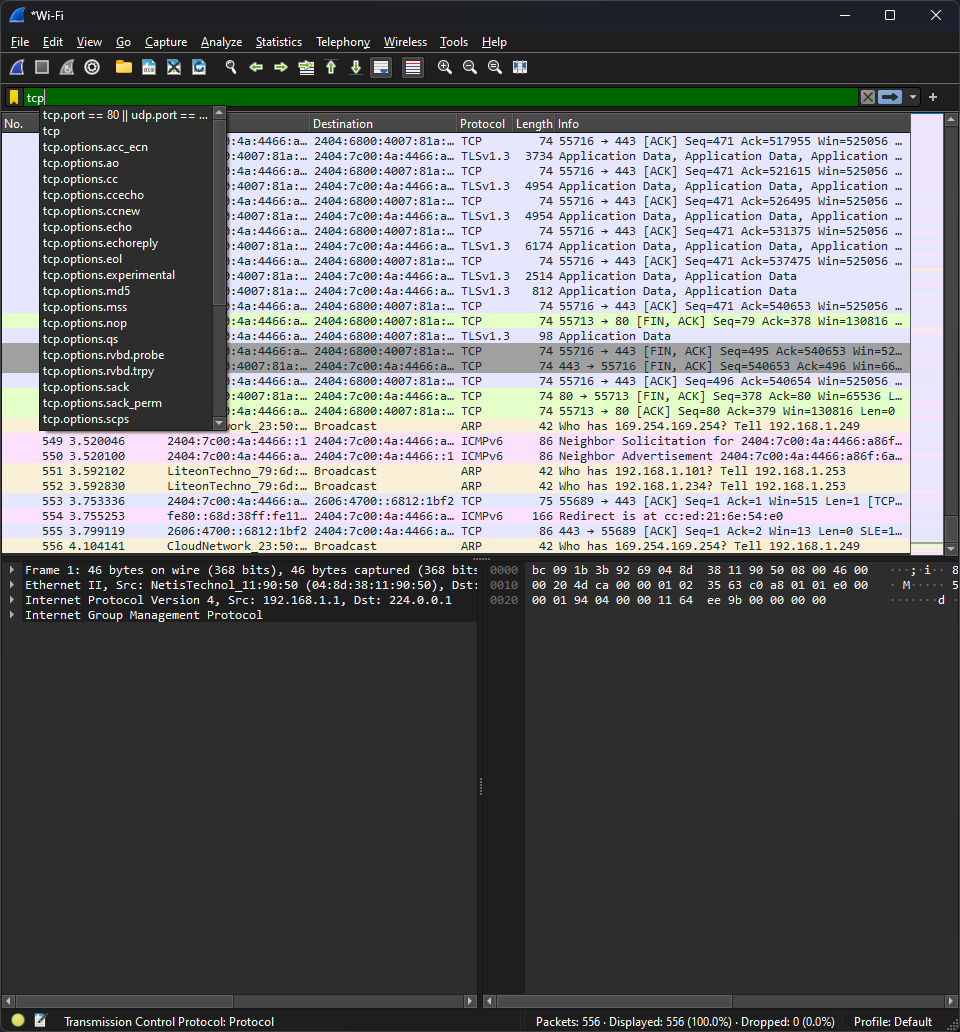 *Wi-Fi
File Edit View Go Capture Analyze Statistics Telephony Wireless Tools Help
tcp
tcp.port == 80 || udp.port == ...
tcp
tcp.options.acc_ecn
tcp.options.ao
tcp.options.cc
tcp.options.ccecho
tcp.options.ccnew
tcp.options.echo
tcp.options.echoreply
tcp.options.eol
tcp.options.experimental
tcp.options.md5
tcp.options.mss
tcp.options.nop
tcp.options.qs
tcp.options.rvbd.probe
tcp.options.rvbd.trpy
tcp.options.sack
tcp.options.sack_perm
tcp.options.scps
No. Destination Protocol Length Info
0:4a:4466:a… 2404:6800:4007:81a:… TCP 74 55716 → 443 [ACK] Seq=471 Ack=517955 Win=525056 …
0:4a:4466:a… 2404:6800:4007:81a:… TLSv1.3 3734 Application Data, Application Data, Application …
0:4a:4466:a… 2404:6800:4007:81a:… TCP 74 55716 → 443 [ACK] Seq=471 Ack=521615 Win=525056 …
4007:81a:… 2404:7c00:4a:4466:a… TLSv1.3 4954 Application Data, Application Data, Application …
0:4a:4466:a… 2404:6800:4007:81a:… TCP 74 55716 → 443 [ACK] Seq=471 Ack=526495 Win=525056 …
4007:81a:… 2404:7c00:4a:4466:a… TLSv1.3 4954 Application Data, Application Data, Application …
0:4a:4466:a… 2404:6800:4007:81a:… TCP 74 55716 → 443 [ACK] Seq=471 Ack=531375 Win=525056 …
4007:81a:… 2404:7c00:4a:4466:a… TLSv1.3 6174 Application Data, Application Data, Application …
0:4a:4466:a… 2404:6800:4007:81a:… TCP 74 55716 → 443 [ACK] Seq=471 Ack=537475 Win=525056 …
4007:81a:… 2404:7c00:4a:4466:a… TLSv1.3 2514 Application Data, Application Data
4007:81a:… 2404:7c00:4a:4466:a… TLSv1.3 812 Application Data, Application Data
0:4a:4466:a… 2404:6800:4007:81a:… TCP 74 55716 → 443 [ACK] Seq=471 Ack=540653 Win=525056 …
0:4a:4466:a… 2404:6800:4007:81a:… TCP 74 55713 → 80 [FIN, ACK] Seq=79 Ack=378 Win=130816 …
0:4a:4466:a… 2404:6800:4007:81a:… TLSv1.3 98 Application Data
0:4a:4466:a… 2404:6800:4007:81a:… TCP 74 55716 → 443 [FIN, ACK] Seq=495 Ack=540653 Win=52…
4007:81a:… 2404:7c00:4a:4466:a… TCP 74 443 → 55716 [FIN, ACK] Seq=540653 Ack=496 Win=66…
0:4a:4466:a… 2404:6800:4007:81a:… TCP 74 55716 → 443 [ACK] Seq=496 Ack=540654 Win=525056 …
4007:81a:… 2404:7c00:4a:4466:a… TCP 74 80 → 55713 [FIN, ACK] Seq=378 Ack=80 Win=65536 L…
0:4a:4466:a… 2404:6800:4007:81a:… TCP 74 55713 → 80 [ACK] Seq=80 Ack=379 Win=130816 Len=0
work_23:50:… Broadcast ARP 42 Who has 169.254.169.254? Tell 192.168.1.249
549 3.520046 2404:7c00:4a:4466::1 2404:7c00:4a:4466:a… ICMPv6 86 Neighbor Solicitation for 2404:7c00:4a:4466:a86f…
550 3.520100 2404:7c00:4a:4466:a… 2404:7c00:4a:4466::1 ICMPv6 86 Neighbor Advertisement 2404:7c00:4a:4466:a86f:6a…
551 3.592102 LiteonTechno_79:6d:… Broadcast ARP 42 Who has 192.168.1.101? Tell 192.168.1.253
552 3.592830 LiteonTechno_79:6d:… Broadcast ARP 42 Who has 192.168.1.234? Tell 192.168.1.253
553 3.753336 2404:7c00:4a:4466:a… 2606:4700::6812:1bf2 TCP 75 55689 → 443 [ACK] Seq=1 Ack=1 Win=515 Len=1 [TCP…
554 3.755253 fe80::68d:38ff:fe11… 2404:7c00:4a:4466:a… ICMPv6 166 Redirect is at cc:ed:21:6e:54:e0
555 3.799119 2606:4700::6812:1bf2 2404:7c00:4a:4466:a… TCP 86 443 → 55689 [ACK] Seq=1 Ack=2 Win=13 Len=0 SLE=1…
556 4.104141 CloudNetwork_23:50:… Broadcast ARP 42 Who has 169.254.169.254? Tell 192.168.1.249
Frame 1: 46 bytes on wire (368 bits), 46 bytes captured (368 bits
Ethernet II, Src: NetisTechnol_11:90:50 (04:8d:38:11:90:50), Dst:
Internet Protocol Version 4, Src: 192.168.1.1, Dst: 224.0.0.1
Internet Group Management Protocol
0000 bc 09 1b 3b 92 69 04 8d 38 11 90 50 08 00 46 00 ···;·i·· 8
0010 00 20 4d ca 00 00 01 02 35 63 c0 a8 01 01 e0 00 · M····· 5
0020 00 01 94 04 00 00 11 64 ee 9b 00 00 00 00 ·······d ·
Transmission Control Protocol: Protocol
Packets: 556 · Displayed: 556 (100.0%) · Dropped: 0 (0.0%)
Profile: Default